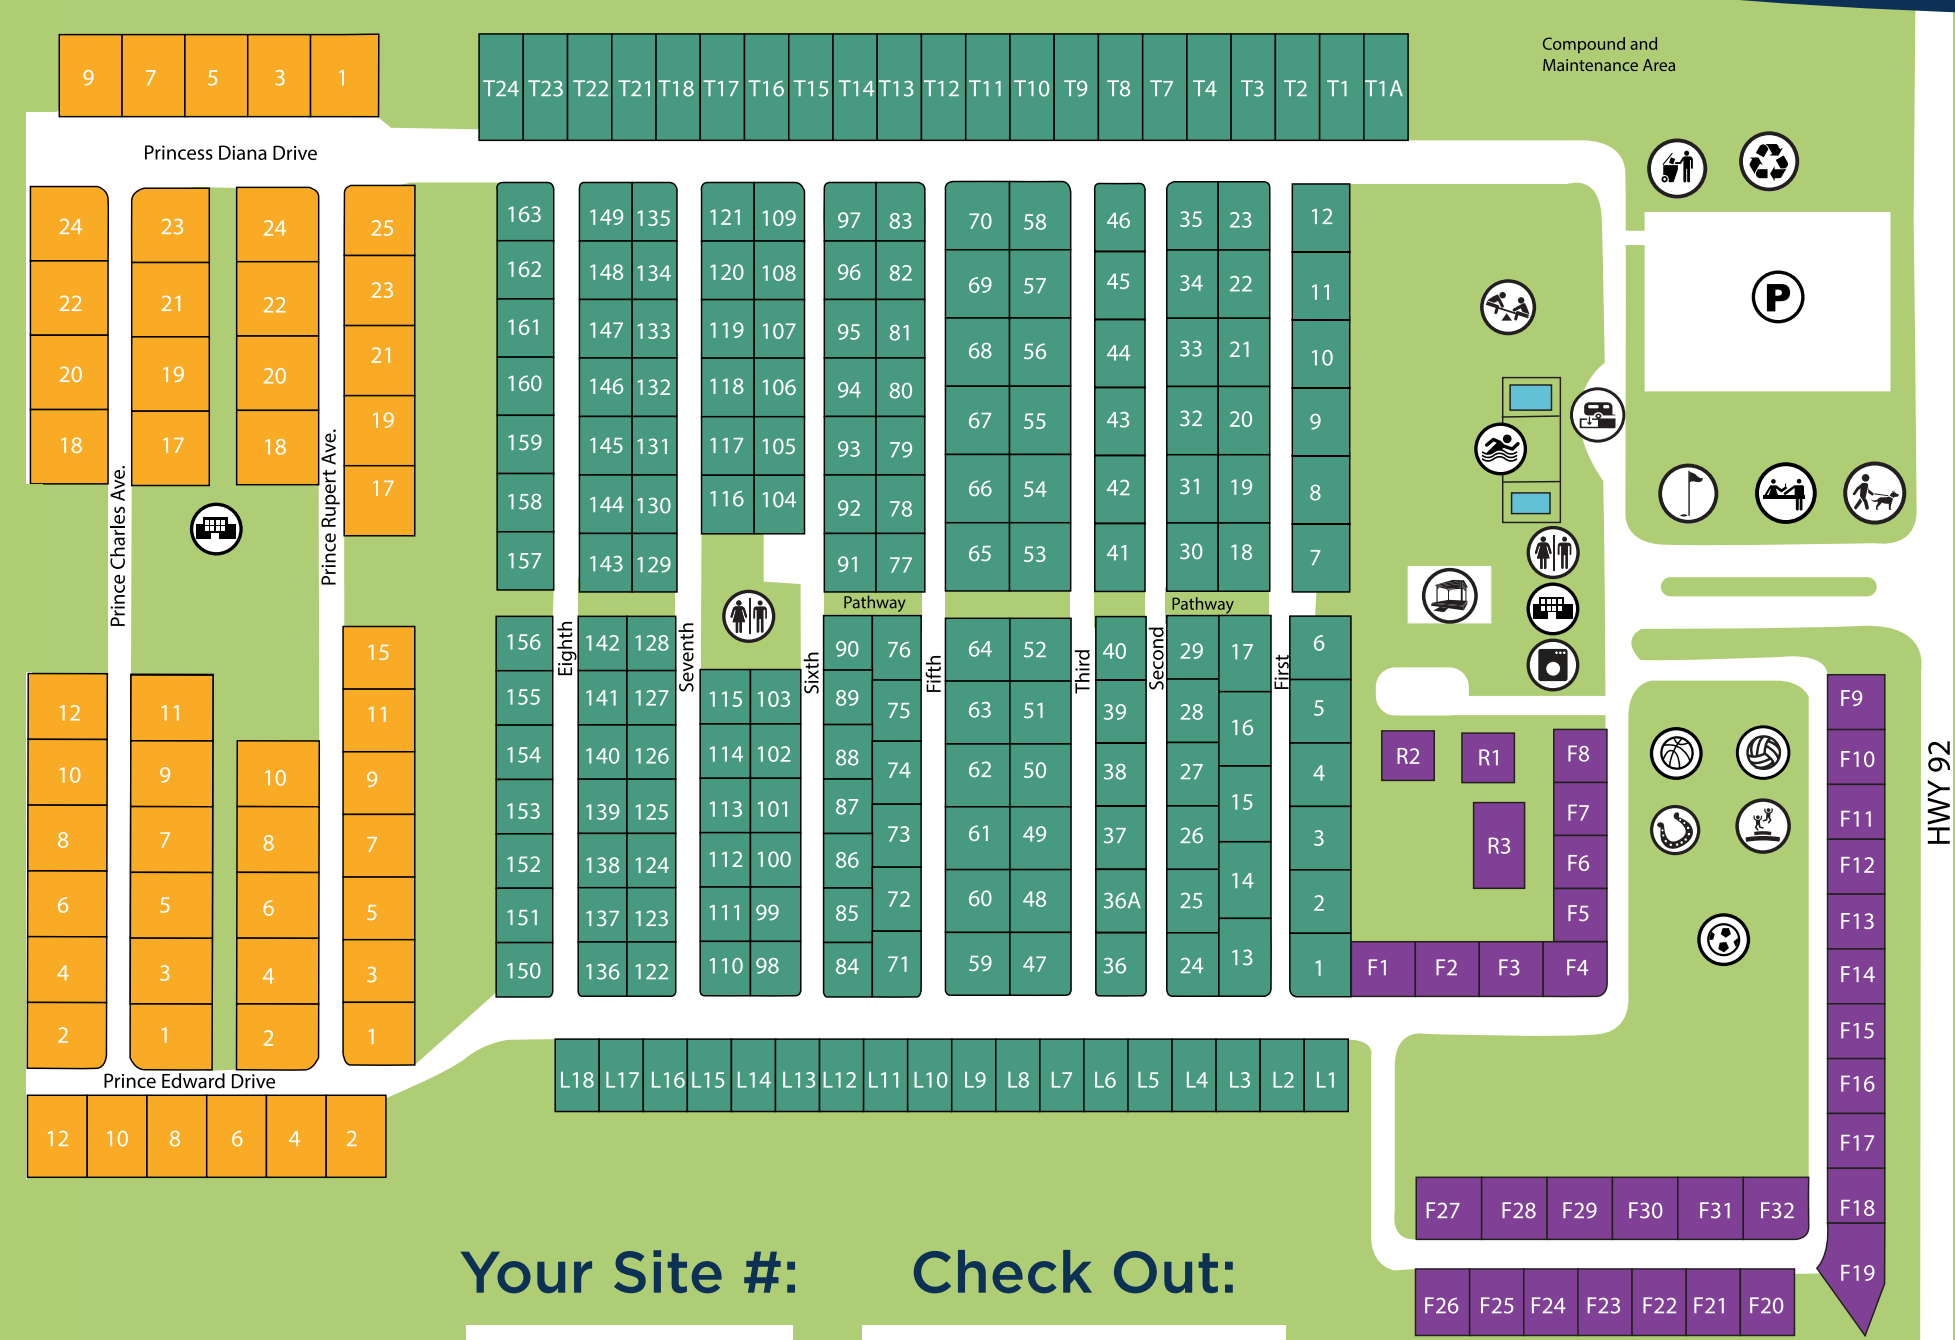 Compound and
Maintenance Area
9 7 5 3 1
T24 T23 T22 T21 T18 T17 T16 T15 T14 T13 T12 T11 T10 T9 T8 T7 T4 T3 T2 T1 T1A
Princess Diana Drive
24 23 24 25
22 21 22 23
20 19 20 21
18 17 18 19
17
Prince Charles Ave.
Prince Rupert Ave.
15
12 11 11
10 9 10 9
8 7 8 7
6 5 6 5
4 3 4 3
2 1 2 1
Prince Edward Drive
12 10 8 6 4 2
163 149 135 121 109 97 83 70 58 46 35 23 12
162 148 134 120 108 96 82 69 57 45 34 22 11
161 147 133 119 107 95 81 68 56 44 33 21 10
160 146 132 118 106 94 80 67 55 43 32 20 9
159 145 131 117 105 93 79 66 54 42 31 19 8
158 144 130 116 104 92 78 65 53 41 30 18 7
157 143 129 91 77
Pathway
Pathway
Eighth
Seventh
Sixth
Fifth
Third
Second
First
156 142 128 90 76 64 52 40 29 17 6
155 141 127 115 103 89 75 63 51 39 28 16 5
154 140 126 114 102 88 74 62 50 38 27 15 4
153 139 125 113 101 87 73 61 49 37 26 14 3
152 138 124 112 100 86 72 60 48 36A 25 13 2
151 137 123 111 99 85 71 59 47 36 24 1
150 136 122 110 98 84
L18 L17 L16 L15 L14 L13 L12 L11 L10 L9 L8 L7 L6 L5 L4 L3 L2 L1
P
R2 R1
R3
F8
F7
F6
F5
F1 F2 F3 F4
F9
F10
F11
F12
F13
F14
F15
F16
F17
F18
F19
HWY 92
F27 F28 F29 F30 F31 F32
F26 F25 F24 F23 F22 F21 F20
Your Site #:
Check Out: